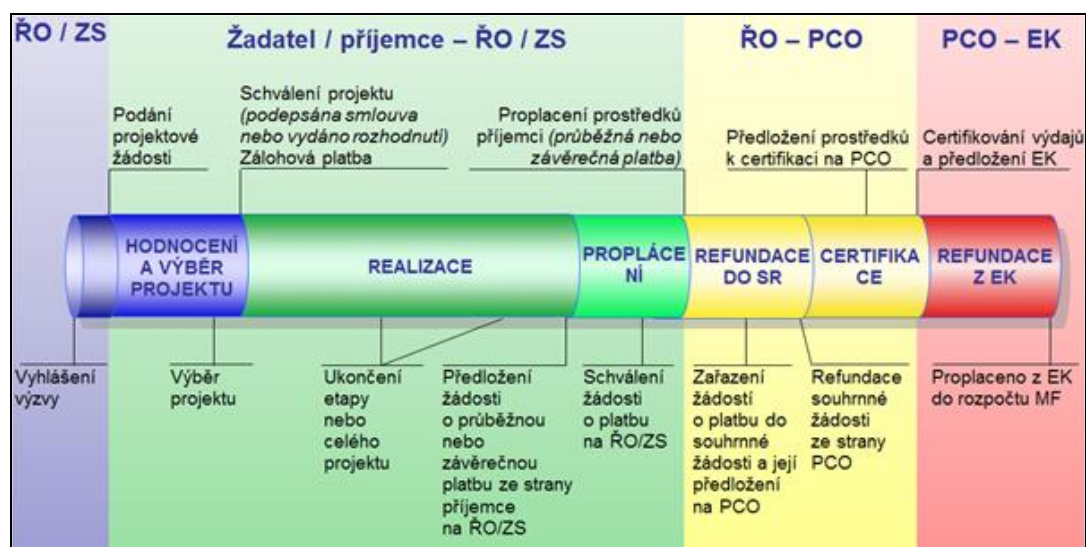 ŘO / ZS
Žadatel / příjemce – ŘO / ZS
ŘO – PCO
PCO – EK
Podání
projektové
žádosti
Schválení projektu
(podepsána smlouva
nebo vydáno rozhodnutí)
Zálohová platba
Proplacení prostředků
příjemci (průběžná nebo
závěrečná platba)
Předložení prostředků
k certifikaci na PCO
Certifikování výdajů
a předložení EK
HODNOCENÍ
A VÝBĚR
PROJEKTU
REALIZACE
PROPLÁCE
NÍ
REFUNDACE
DO SR
CERTIFIKA
CE
REFUNDACE
Z EK
Vyhlášení
výzvy
Výběr
projektu
Ukončení
etapy
nebo
celého
projektu
Předložení
žádosti
o průběžnou
nebo
závěrečnou
platbu ze strany
příjemce
na ŘO/ZS
Schválení
žádosti
o platbu
na ŘO/ZS
Zařazení
žádostí
o platbu do
souhrnné
žádosti a její
předložení
na PCO
Refundace
souhrnné
žádosti
ze strany
PCO
Proplaceno z EK
do rozpočtu MF